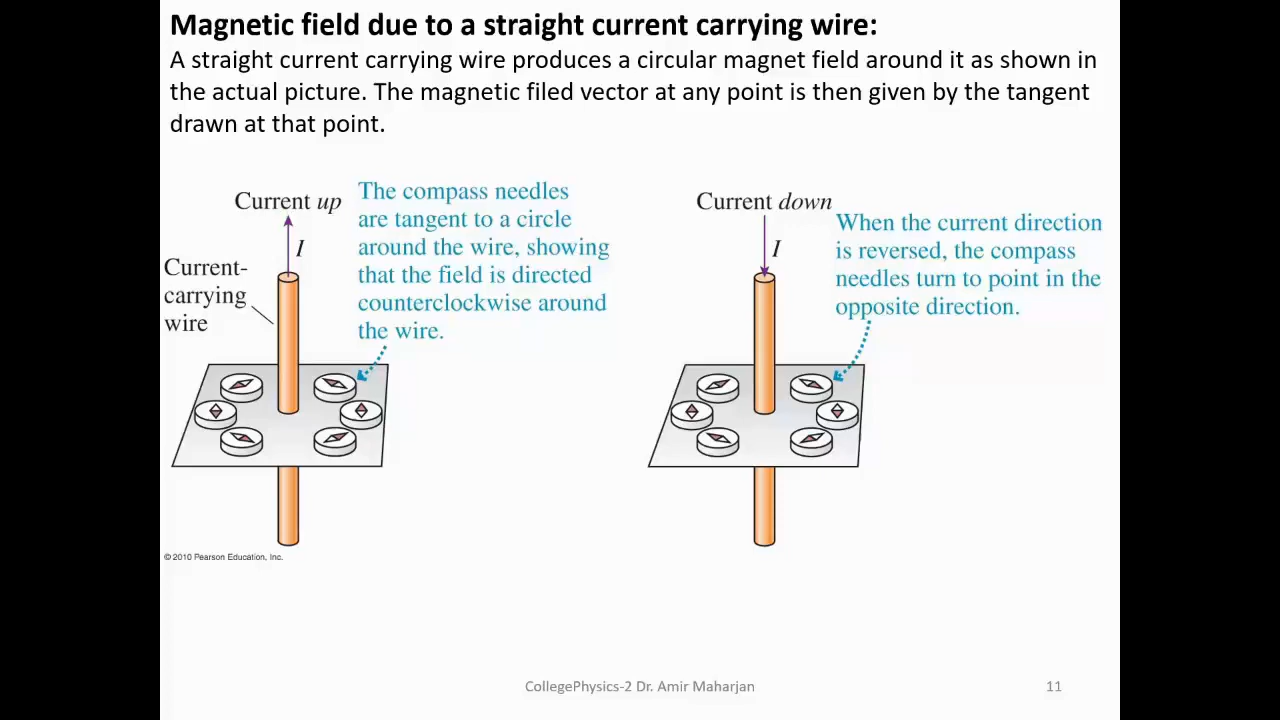 Magnetic field due to a straight current carrying wire:
A straight current carrying wire produces a circular magnet field around it as shown in
the actual picture. The magnetic filed vector at any point is then given by the tangent
drawn at that point.
Current up
I
Current-
carrying
wire
The compass needles
are tangent to a circle
around the wire, showing
that the field is directed
counterclockwise around
the wire.
Current down
I
When the current direction
is reversed, the compass
needles turn to point in the
opposite direction.
© 2010 Pearson Education, Inc.
CollegePhysics-2 Dr. Amir Maharjan
11